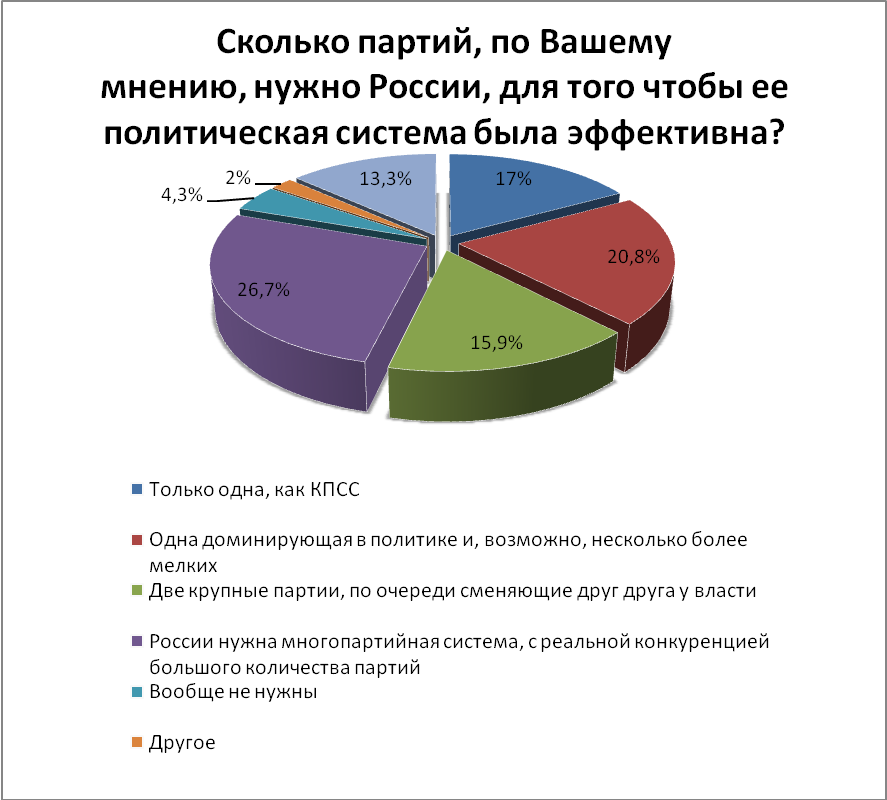 Сколько партий, по Вашему
мнению, нужно России, для того чтобы ее
политическая система была эффективна?
2%
13,3%
17%
4,3%
20,8%
26,7%
15,9%
Только одна, как КПСС
Одна доминирующая в политике и, возможно, несколько более
мелких
Две крупные партии, по очереди сменяющие друг друга у власти
России нужна многопартийная система, с реальной конкуренцией
большого количества партий
Вообще не нужны
Другое